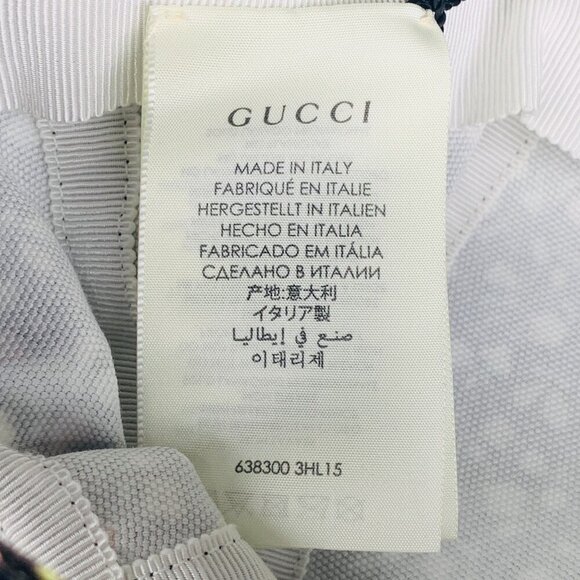 GUCCI
MADE IN ITALY
FABRIQUÉ EN ITALIE
HERGESTELLT IN ITALIEN
HECHO EN ITALIA
FABRICADO EM ITÁLIA
СДЕЛАНО В ИТАЛИИ
产地:意大利
イタリア製
صنع في إيطاليا
이태리제
638300 3HL15